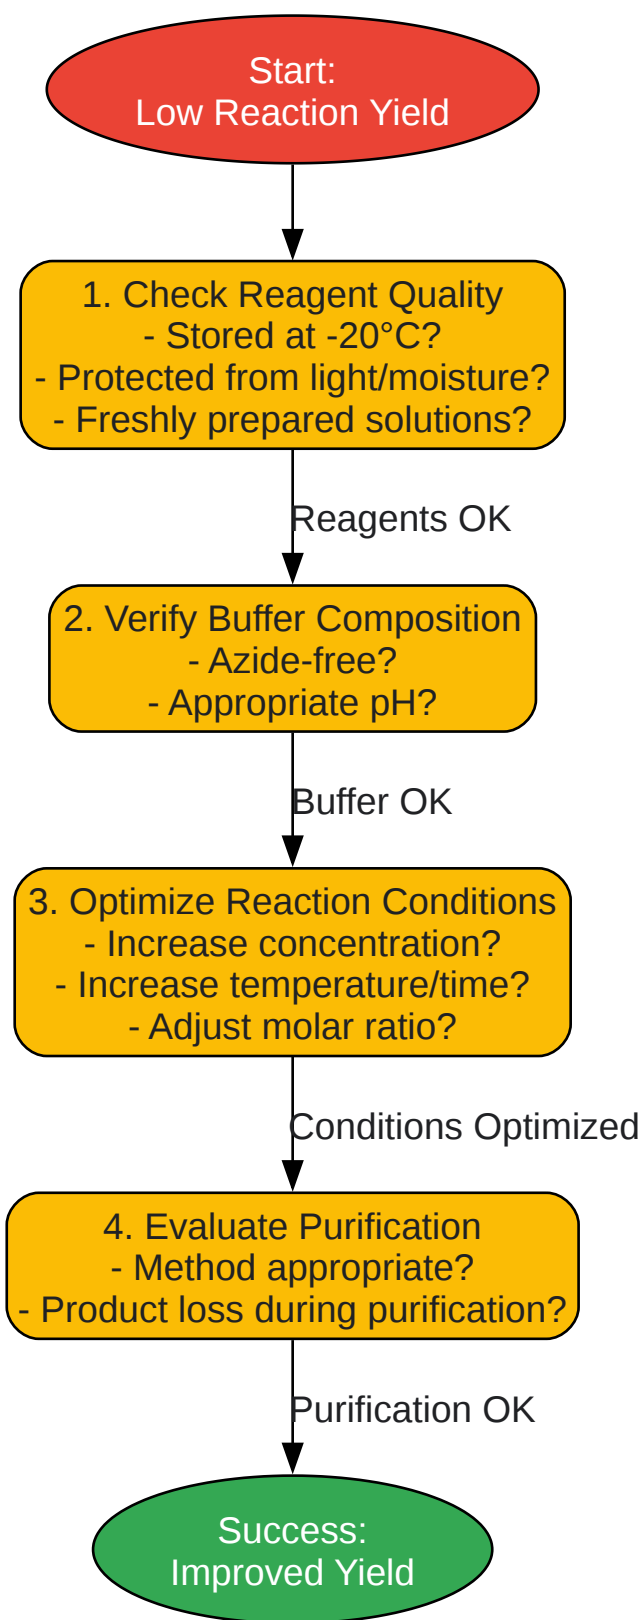 Start:
Low Reaction Yield
1. Check Reagent Quality
- Stored at -20°C?
- Protected from light/moisture?
- Freshly prepared solutions?
Reagents OK
2. Verify Buffer Composition
- Azide-free?
- Appropriate pH?
Buffer OK
3. Optimize Reaction Conditions
- Increase concentration?
- Increase temperature/time?
- Adjust molar ratio?
Conditions Optimized
4. Evaluate Purification
- Method appropriate?
- Product loss during purification?
Purification OK
Success:
Improved Yield